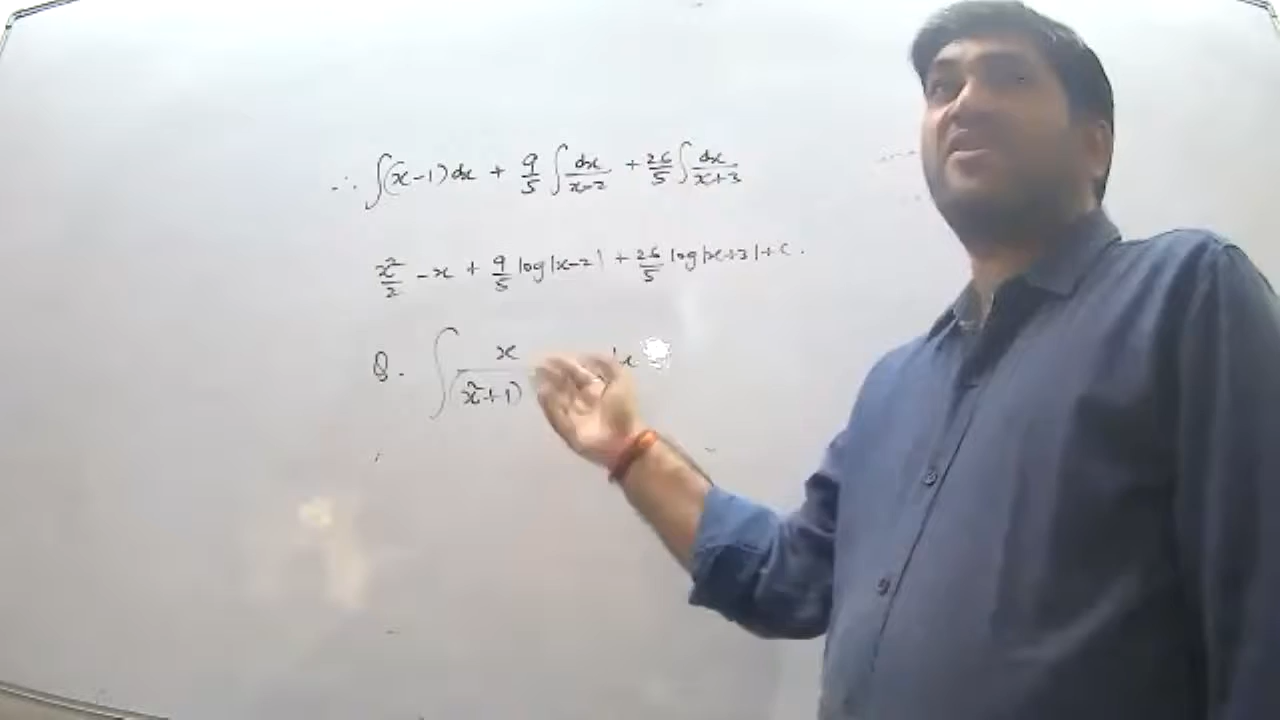 ∴ ∫(x-1)dx + 9/5 ∫ dx/x-2 + 26/5 ∫ dx/x+3
x²/2 - x + 9/5 log|x-2| + 26/5 log|x+3| + c.
Q. ∫ x/(x²+1)